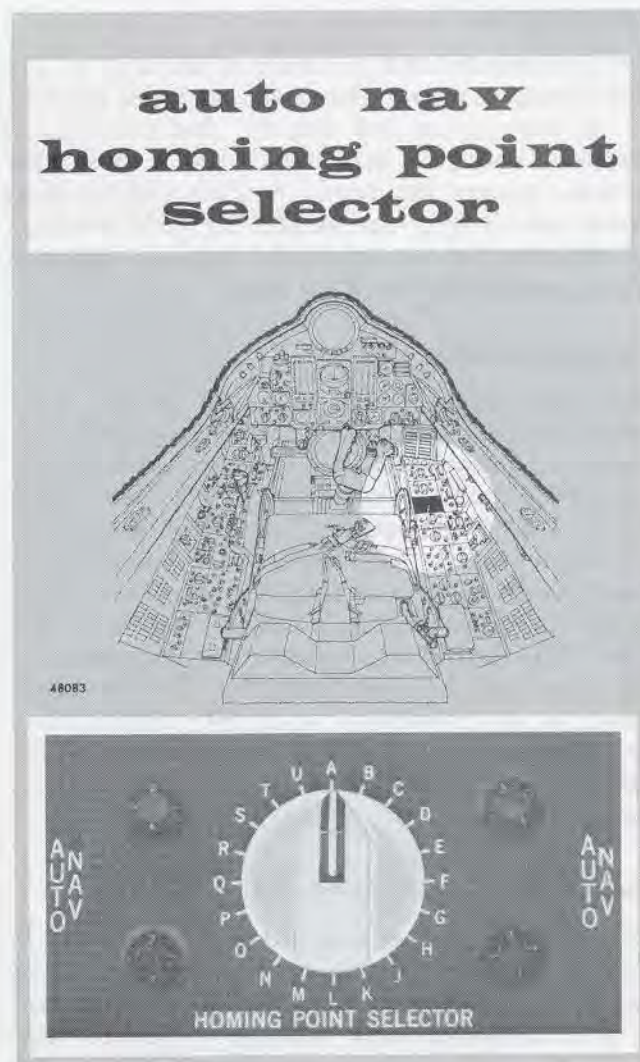 auto nav
homing point
selector
48083
AUTO
NAV
A
B
C
D
E
F
G
H
J
K
L
M
N
O
P
Q
R
S
T
U
AUTO
NAV
HOMING POINT SELECTOR